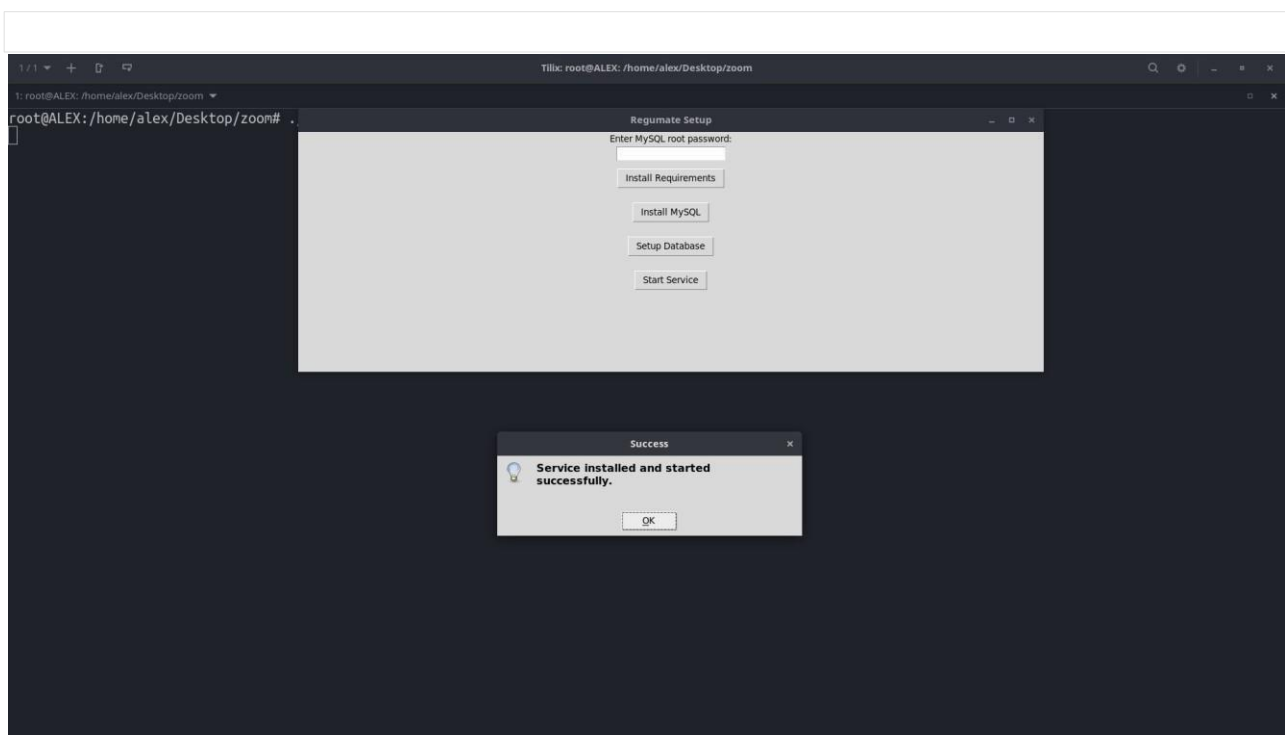 1 / 1
Tilix: root@ALEX: /home/alex/Desktop/zoom
1: root@ALEX: /home/alex/Desktop/zoom
root@ALEX:/home/alex/Desktop/zoom# .
Regumate Setup
Enter MySQL root password:
Install Requirements
Install MySQL
Setup Database
Start Service
Success
Service installed and started
successfully.
OK